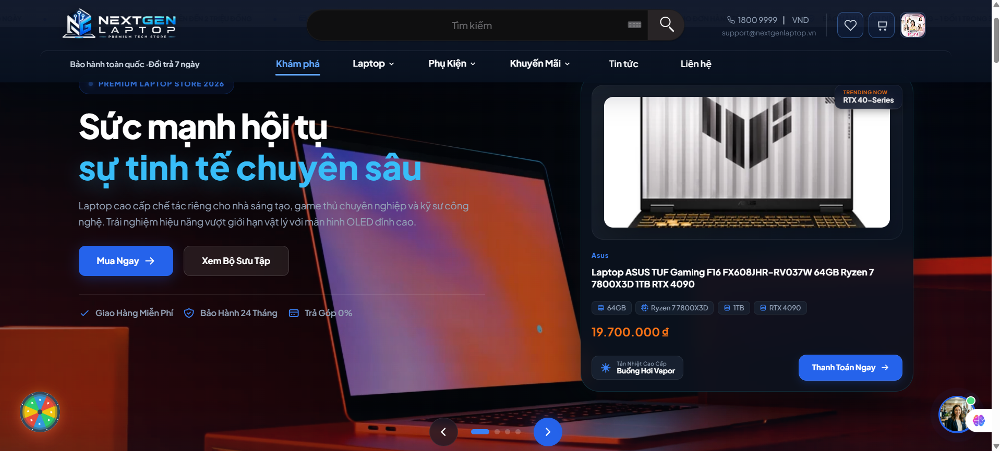 NEXTGEN
LAPTOP
PREMIUM TECH STORE
Tìm kiếm
1800 9999 | VND
support@nextgenlaptop.vn
Bảo hành toàn quốc ·Đổi trả 7 ngày
Khám phá
Laptop
Phụ Kiện
Khuyến Mãi
Tin tức
Liên hệ
PREMIUM LAPTOP STORE 2026
Sức mạnh hội tụ
sự tinh tế chuyên sâu
Laptop cao cấp chế tác riêng cho nhà sáng tạo, game thủ chuyên nghiệp và kỹ sư công
nghệ. Trải nghiệm hiệu năng vượt giới hạn vật lý với màn hình OLED đỉnh cao.
Mua Ngay
Xem Bộ Sưu Tập
Giao Hàng Miễn Phí
Bảo Hành 24 Tháng
Trả Góp 0%
TRENDING NOW
RTX 40-Series
ASUS
Asus
Laptop ASUS TUF Gaming F16 FX608JHR-RV037W 64GB Ryzen 7
7800X3D 1TB RTX 4090
64GB
Ryzen 7 7800X3D
1TB
RTX 4090
19.700.000 ₫
Tản Nhiệt Cao Cấp
Buồng Hơi Vapor
Thanh Toán Ngay